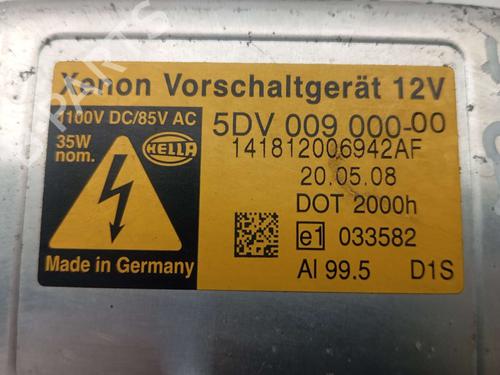 Xenon Vorschaltgerät 12V
1100V DC/85V AC
35W
nom.
HELLA
Made in Germany
5DV 009 000-00
141812006942AF
20.05.08
DOT 2000h
e1 033582
Al 99.5 D1S